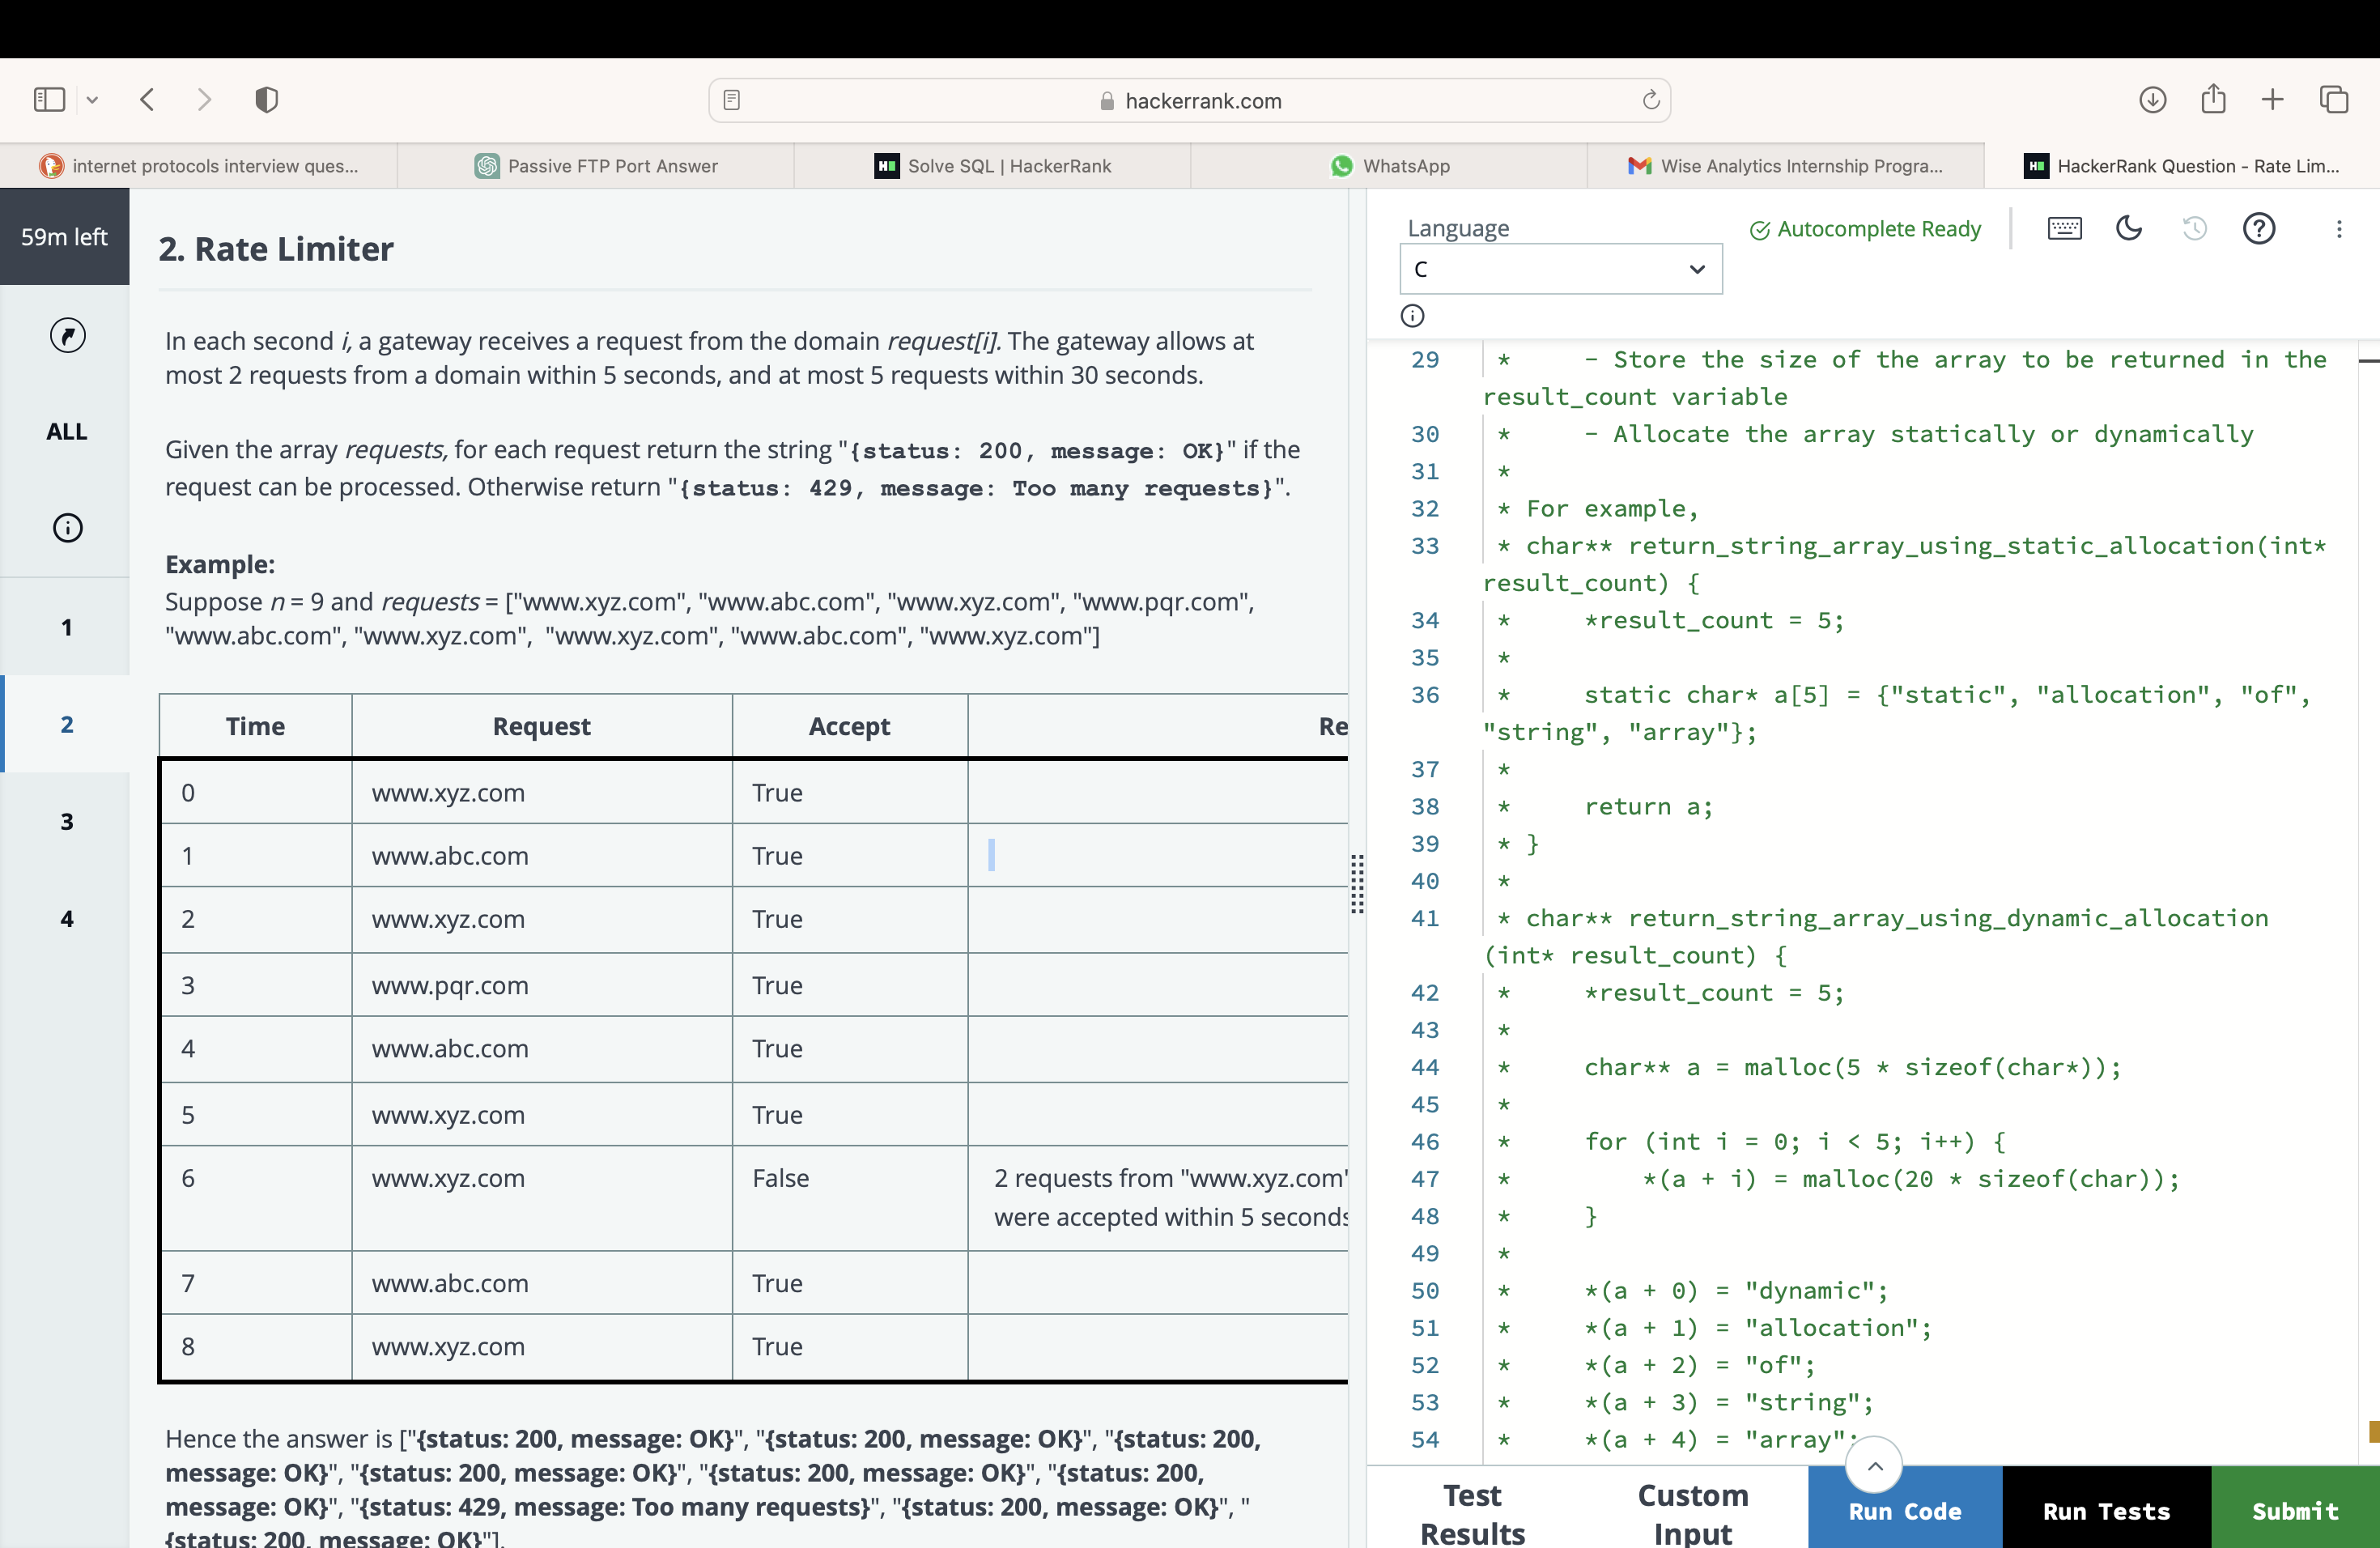 hackerrank.com
internet protocols interview ques...
Passive FTP Port Answer
Solve SQL | HackerRank
WhatsApp
Wise Analytics Internship Progra...
HackerRank Question - Rate Lim...
59m left
ALL
1
2
3
4
2. Rate Limiter
In each second i, a gateway receives a request from the domain request[i]. The gateway allows at
most 2 requests from a domain within 5 seconds, and at most 5 requests within 30 seconds.
Given the array requests, for each request return the string "{status: 200, message: OK}" if the
request can be processed. Otherwise return "{status: 429, message: Too many requests}".
Example:
Suppose n = 9 and requests = ["www.xyz.com", "www.abc.com", "www.xyz.com", "www.pqr.com",
"www.abc.com", "www.xyz.com",  "www.xyz.com", "www.abc.com", "www.xyz.com"]
Time Request Accept Re
0 www.xyz.com True
1 www.abc.com True
2 www.xyz.com True
3 www.pqr.com True
4 www.abc.com True
5 www.xyz.com True
6 www.xyz.com False 2 requests from "www.xyz.com"
were accepted within 5 seconds
7 www.abc.com True
8 www.xyz.com True
Hence the answer is ["{status: 200, message: OK}", "{status: 200, message: OK}", "{status: 200,
message: OK}", "{status: 200, message: OK}", "{status: 200, message: OK}", "{status: 200,
message: OK}", "{status: 429, message: Too many requests}", "{status: 200, message: OK}", "
{status: 200, message: OK}"].
Language
Autocomplete Ready
C
29 *     - Store the size of the array to be returned in the
result_count variable
30 *     - Allocate the array statically or dynamically
31 *
32 * For example,
33 * char** return_string_array_using_static_allocation(int*
result_count) {
34 *     *result_count = 5;
35 *
36 *     static char* a[5] = {"static", "allocation", "of",
"string", "array"};
37 *
38 *     return a;
39 * }
40 *
41 * char** return_string_array_using_dynamic_allocation
(int* result_count) {
42 *     *result_count = 5;
43 *
44 *     char** a = malloc(5 * sizeof(char*));
45 *
46 *     for (int i = 0; i < 5; i++) {
47 *         *(a + i) = malloc(20 * sizeof(char));
48 *     }
49 *
50 *     *(a + 0) = "dynamic";
51 *     *(a + 1) = "allocation";
52 *     *(a + 2) = "of";
53 *     *(a + 3) = "string";
54 *     *(a + 4) = "array";
Test
Results
Custom
Input
Run Code
Run Tests
Submit